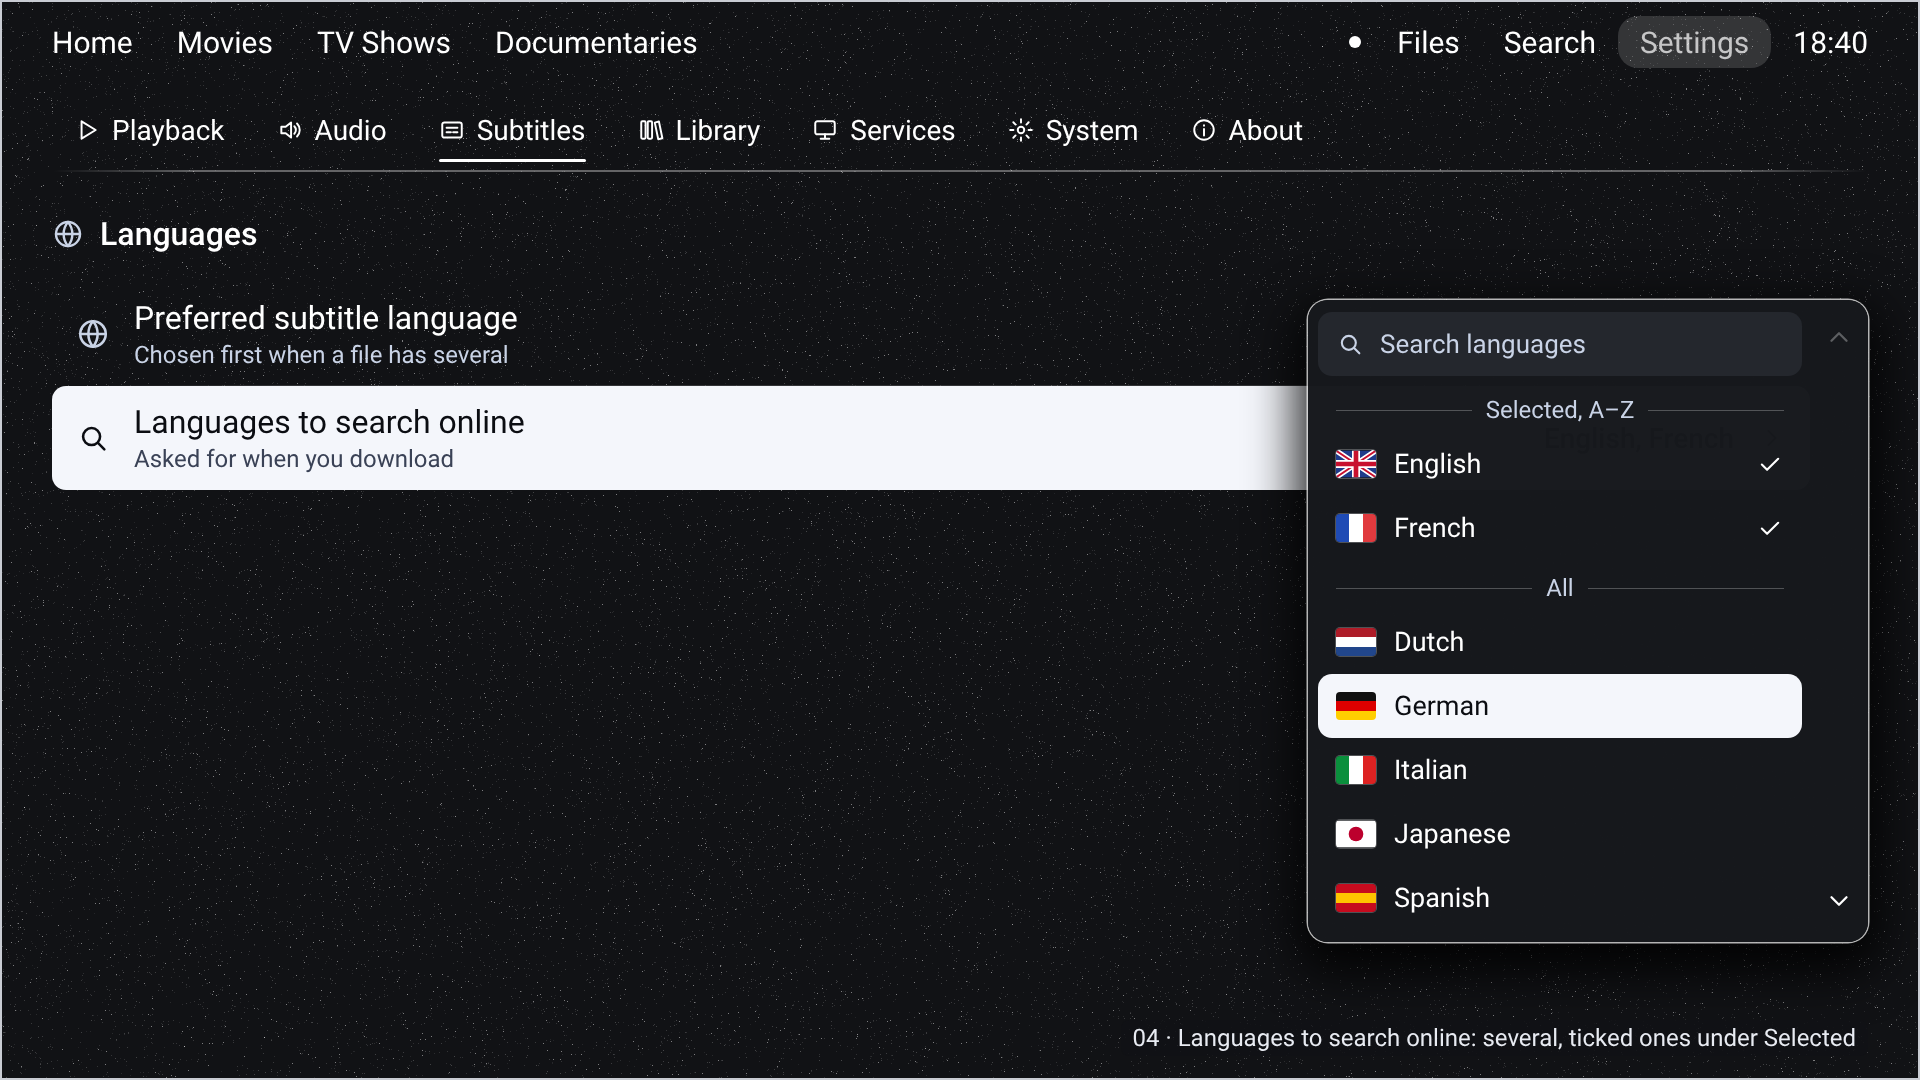 Home Movies TV Shows Documentaries Files Search Settings 18:40
Playback Audio Subtitles Library Services System About
Languages
Preferred subtitle language
Chosen first when a file has several
Languages to search online
Asked for when you download
Search languages
Selected, A–Z
English, French
English
French
All
Dutch
German
Italian
Japanese
Spanish
04 · Languages to search online: several, ticked ones under Selected